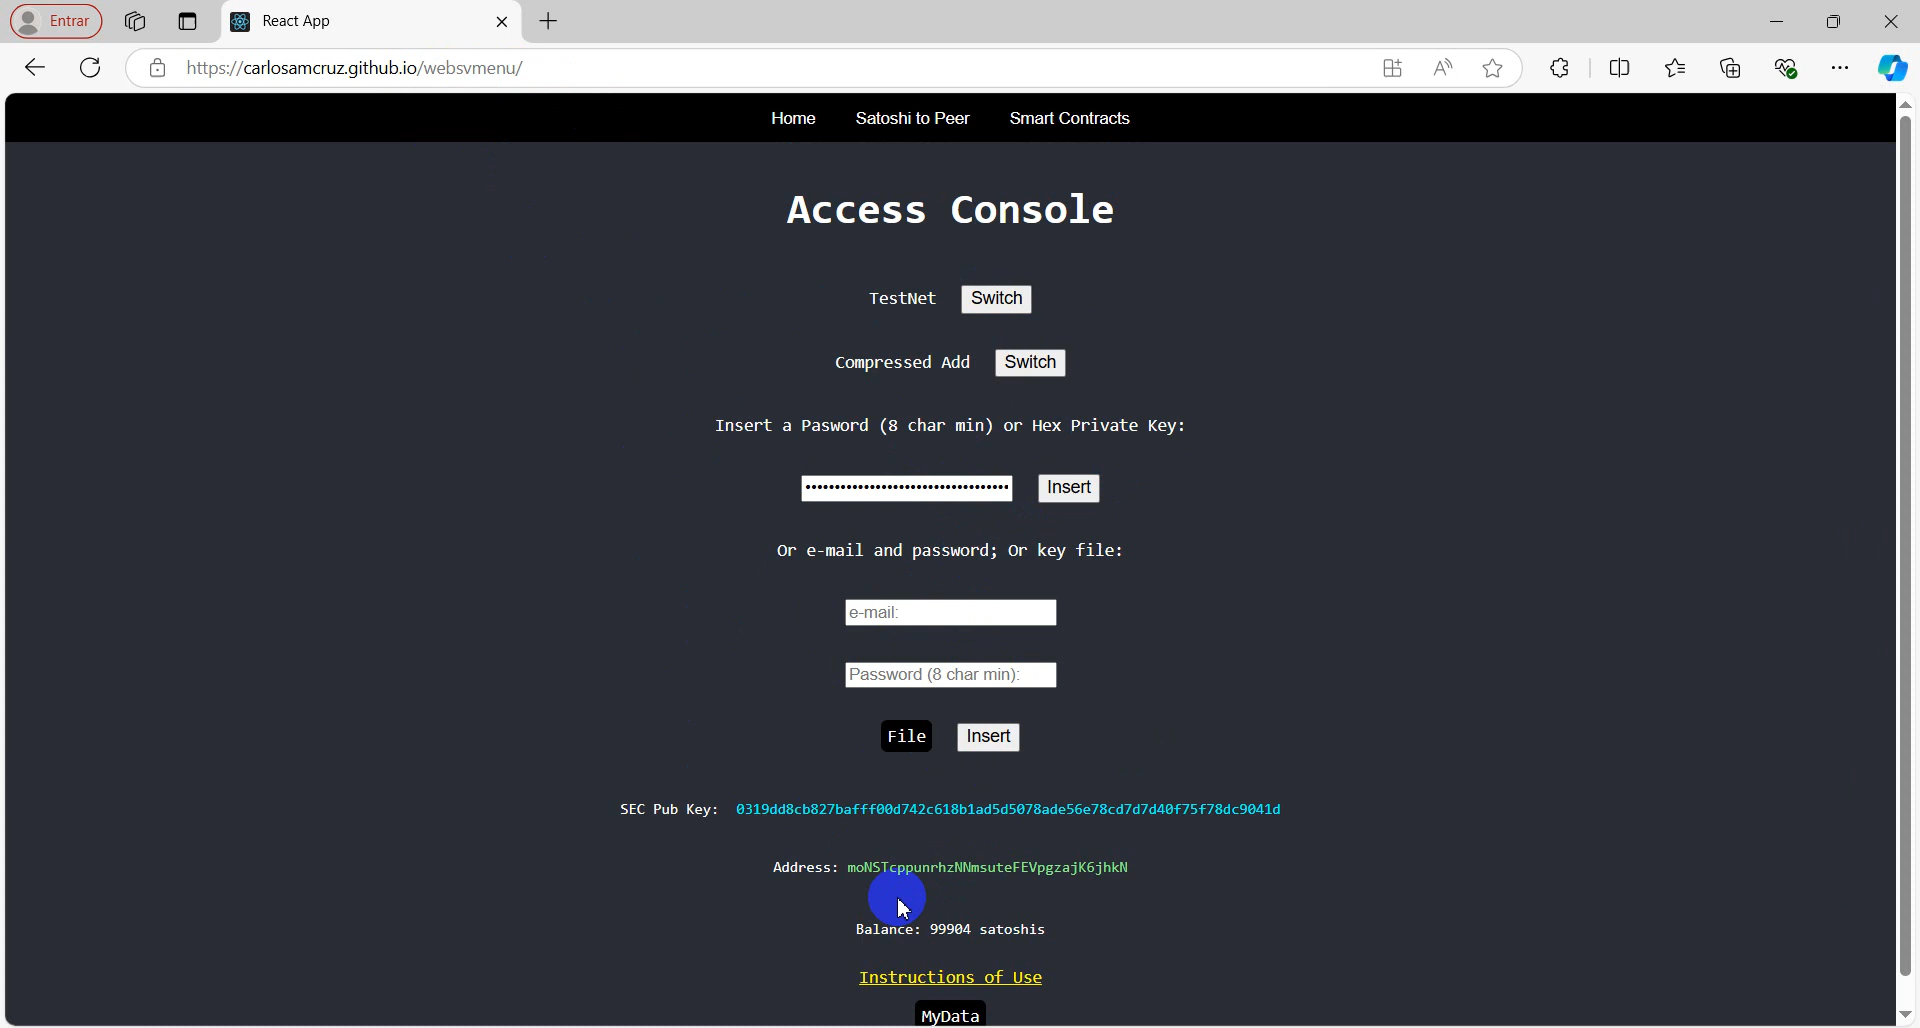 Entrar
React App
https://carlosamcruz.github.io/websvmenu/
Home Satoshi to Peer Smart Contracts
Access Console
TestNet Switch
Compressed Add Switch
Insert a Pasword (8 char min) or Hex Private Key:
Insert
Or e-mail and password; Or key file:
e-mail:
Password (8 char min):
File Insert
SEC Pub Key: 0319dd8cb827bafff00d742c618b1ad5d5078ade56e78cd7d7d40f75f78dc9041d
Address: moNSTcppunrhzNNmsuteFEVpgzajK6jhkN
Balance: 99904 satoshis
Instructions of Use
MyData